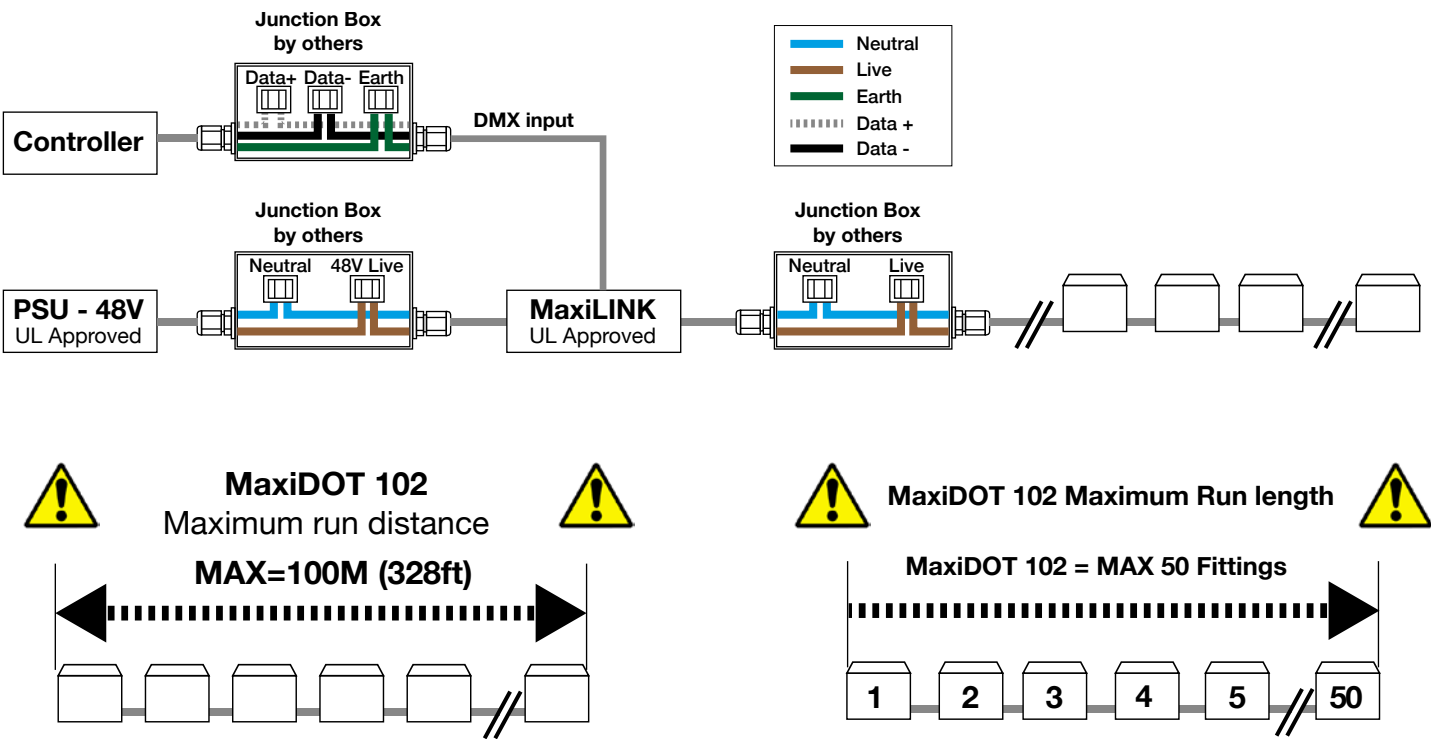 Junction Box
by others
Data+ Data- Earth
Controller
DMX input
Neutral
Live
Earth
Data +
Data -
Junction Box
by others
Neutral 48V Live
PSU - 48V
UL Approved
MaxiLINK
UL Approved
Junction Box
by others
Neutral Live
MaxiDOT 102
Maximum run distance
MAX=100M (328ft)
MaxiDOT 102 Maximum Run length
MaxiDOT 102 = MAX 50 Fittings
1 2 3 4 5 50